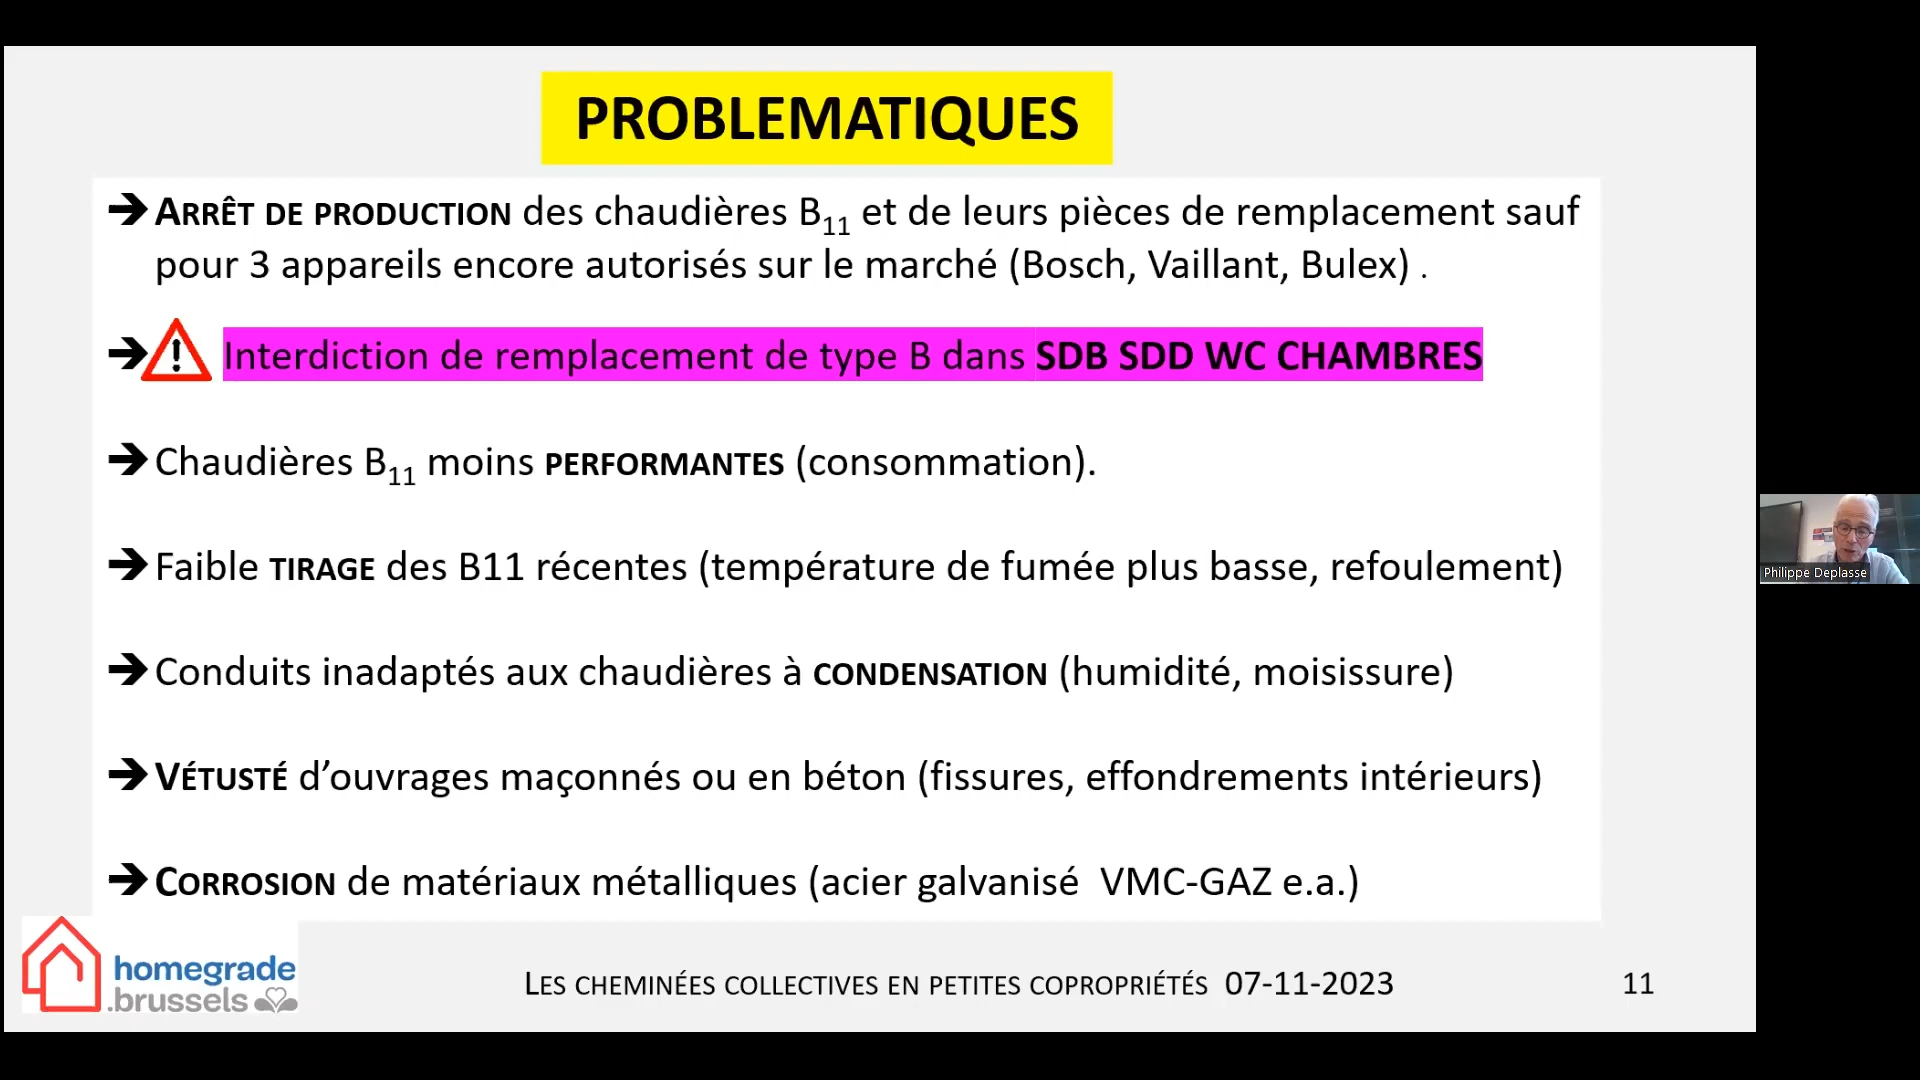 PROBLEMATIQUES
➔ ARRÊT DE PRODUCTION des chaudières B11 et de leurs pièces de remplacement sauf
pour 3 appareils encore autorisés sur le marché (Bosch, Vaillant, Bulex) .
➔ ! Interdiction de remplacement de type B dans SDB SDD WC CHAMBRES
➔ Chaudières B11 moins PERFORMANTES (consommation).
➔ Faible TIRAGE des B11 récentes (température de fumée plus basse, refoulement)
➔ Conduits inadaptés aux chaudières à CONDENSATION (humidité, moisissure)
➔ VÉTUSTÉ d’ouvrages maçonnés ou en béton (fissures, effondrements intérieurs)
➔ CORROSION de matériaux métalliques (acier galvanisé VMC-GAZ e.a.)
homegrade
.brussels
LES CHEMINÉES COLLECTIVES EN PETITES COPROPRIÉTÉS 07-11-2023
11
Philippe Deplasse